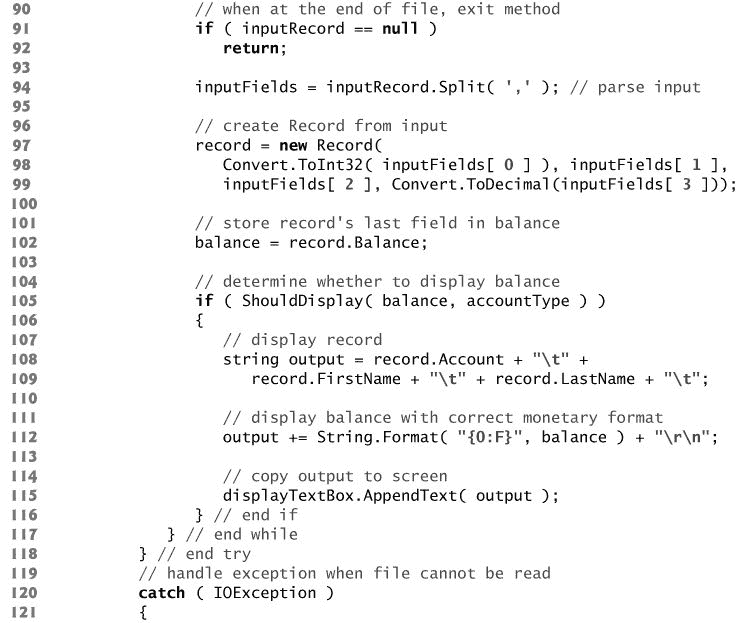 90 // when at the end of file, exit method
91 if ( inputRecord == null )
92 return;
93
94 inputFields = inputRecord.Split( ',' ); // parse input
95
96 // create Record from input
97 record = new Record(
98 Convert.ToInt32( inputFields[ 0 ] ), inputFields[ 1 ],
99 inputFields[ 2 ], Convert.ToDecimal(inputFields[ 3 ]));
100
101 // store record's last field in balance
102 balance = record.Balance;
103
104 // determine whether to display balance
105 if ( ShouldDisplay( balance, accountType ) )
106 {
107 // display record
108 string output = record.Account + "\t" +
109 record.FirstName + "\t" + record.LastName + "\t";
110
111 // display balance with correct monetary format
112 output += String.Format( "{0:F}", balance ) + "\r\n";
113
114 // copy output to screen
115 displayTextBox.AppendText( output );
116 } // end if
117 } // end while
118 } // end try
119 // handle exception when file cannot be read
120 catch ( IOException )
121 {